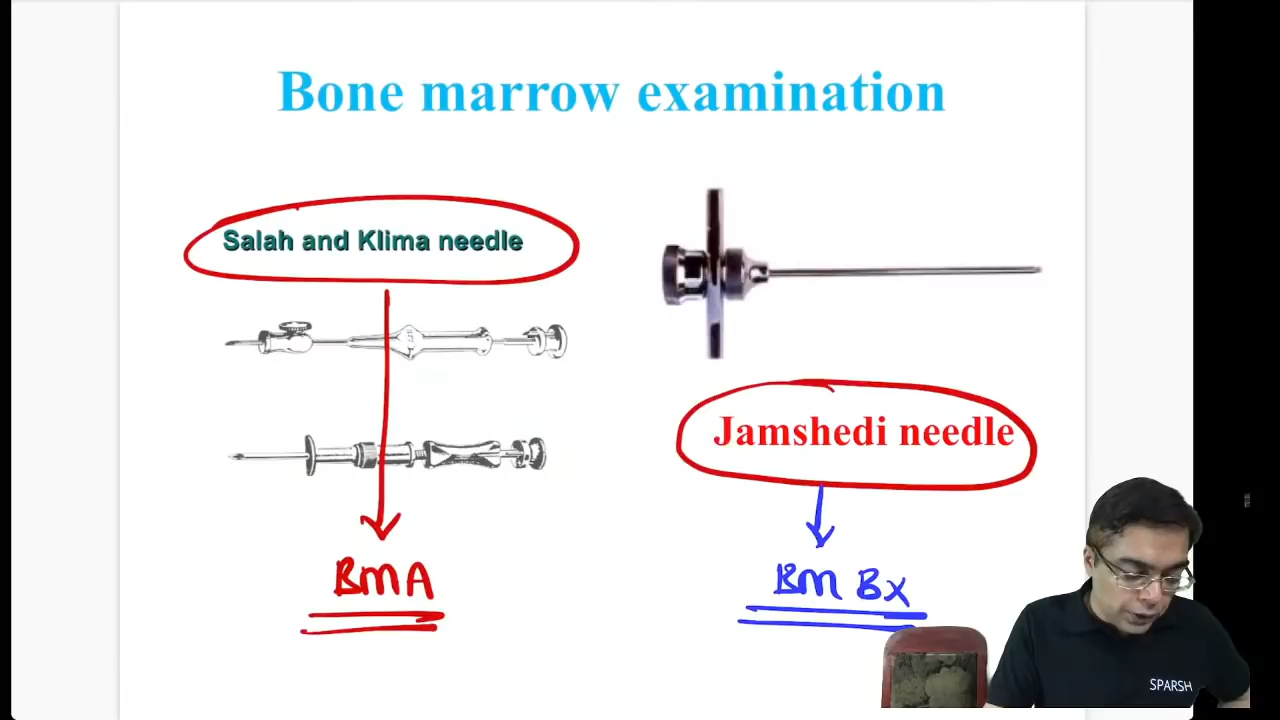 Bone marrow examination
Salah and Klima needle
Jamshedi needle
BMA
BM Bx
SPARSH